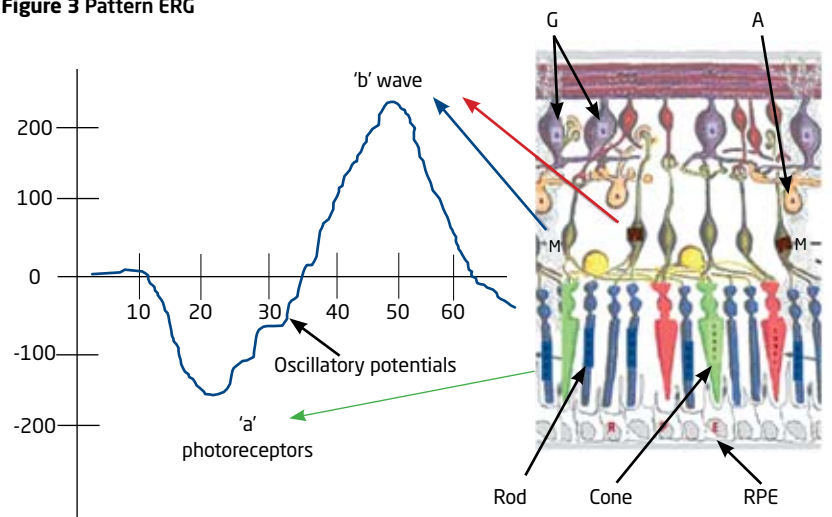 Figure 3 Pattern ERG
G
A
'b' wave
200
100
0
-100
-200
10
20
30
40
50
60
Oscillatory potentials
'a'
photoreceptors
M
M
R
E
Rod
Cone
RPE